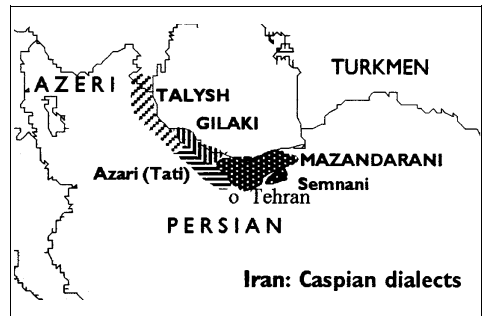 TURKMEN
AZERI
TALYSH
GILAKI
MAZANDARANI
Azari (Tati)
Semnani
o Tehran
PERSIAN
Iran: Caspian dialects